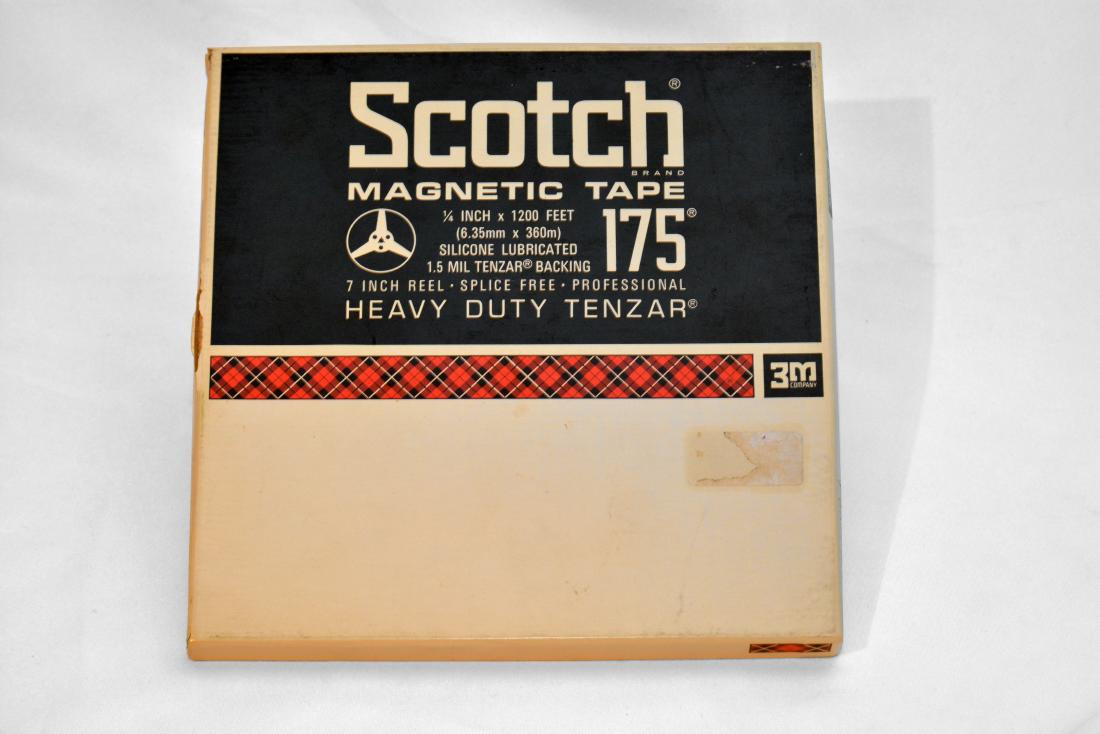 Scotch®
BRAND
MAGNETIC TAPE
¼ INCH x 1200 FEET
(6.35mm x 360m)
SILICONE LUBRICATED
1.5 MIL TENZAR® BACKING
175®
7 INCH REEL · SPLICE FREE · PROFESSIONAL
HEAVY DUTY TENZAR®
3M
COMPANY